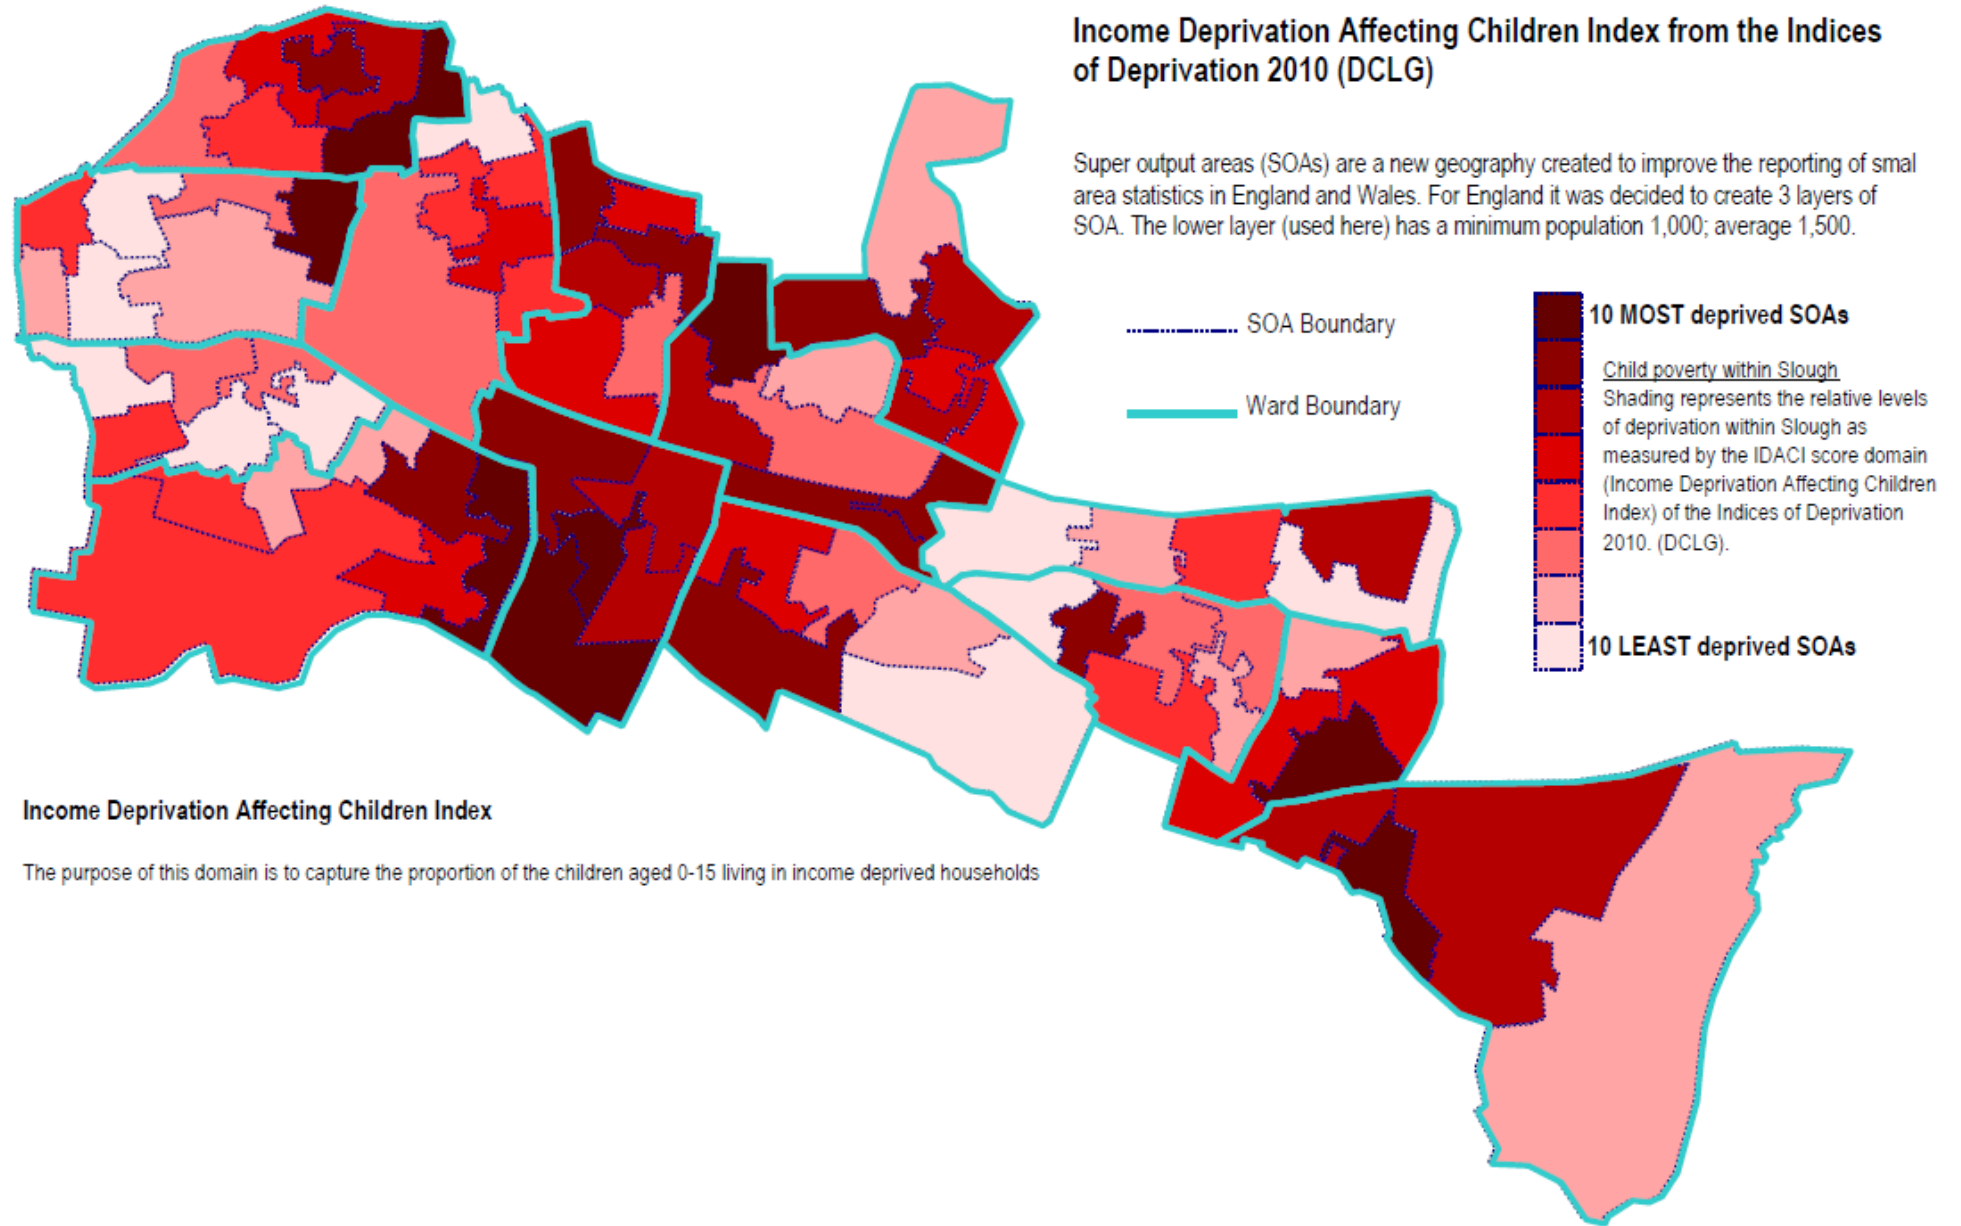 Income Deprivation Affecting Children Index from the Indices
of Deprivation 2010 (DCLG)
Super output areas (SOAs) are a new geography created to improve the reporting of smal
area statistics in England and Wales. For England it was decided to create 3 layers of
SOA. The lower layer (used here) has a minimum population 1,000; average 1,500.
SOA Boundary
Ward Boundary
10 MOST deprived SOAs
Child poverty within Slough
Shading represents the relative levels
of deprivation within Slough as
measured by the IDACI score domain
(Income Deprivation Affecting Children
Index) of the Indices of Deprivation
2010. (DCLG).
10 LEAST deprived SOAs
Income Deprivation Affecting Children Index
The purpose of this domain is to capture the proportion of the children aged 0-15 living in income deprived households